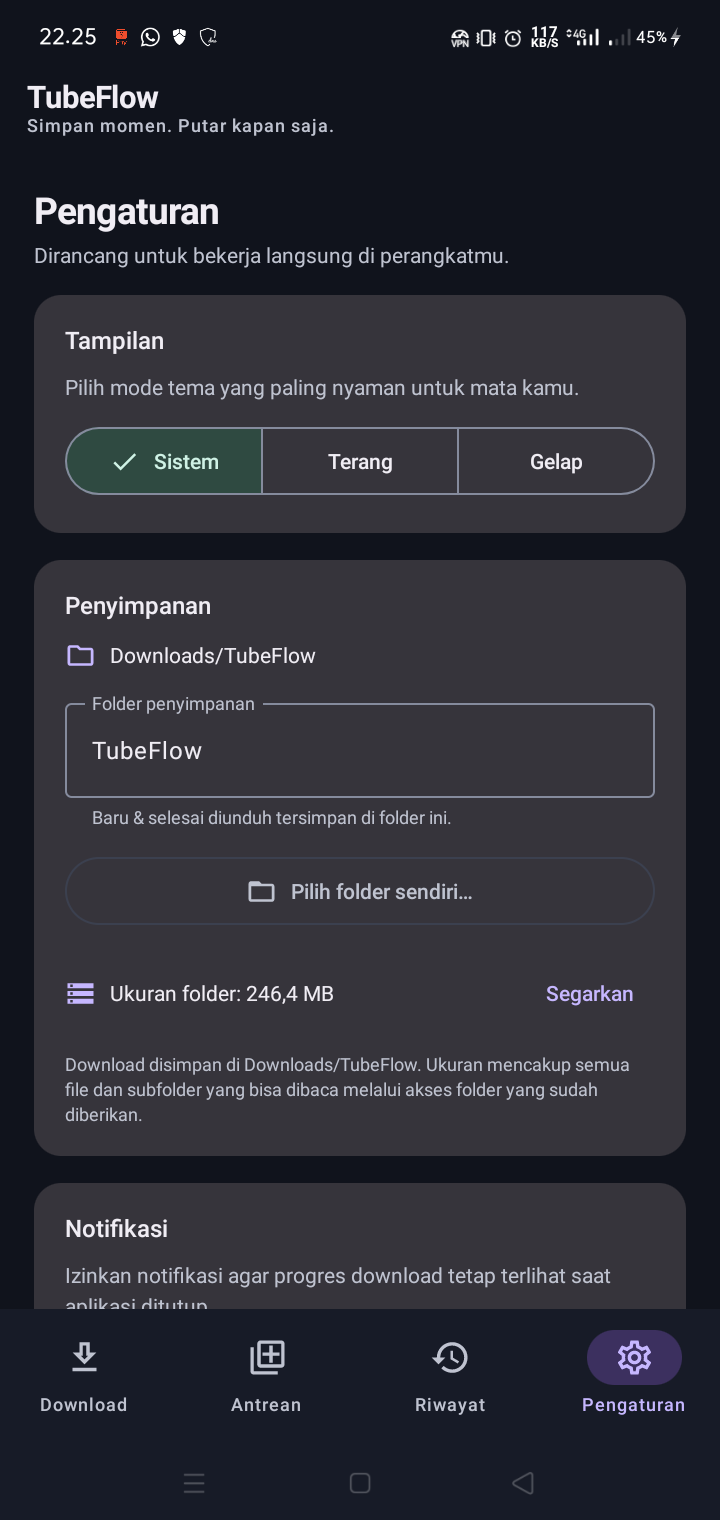 22.25
VPN
117
KB/S
4G
45%
TubeFlow
Simpan momen. Putar kapan saja.
Pengaturan
Dirancang untuk bekerja langsung di perangkatmu.
Tampilan
Pilih mode tema yang paling nyaman untuk mata kamu.
Sistem
Terang
Gelap
Penyimpanan
Downloads/TubeFlow
Folder penyimpanan
TubeFlow
Baru & selesai diunduh tersimpan di folder ini.
Pilih folder sendiri...
Ukuran folder: 246,4 MB
Segarkan
Download disimpan di Downloads/TubeFlow. Ukuran mencakup semua
file dan subfolder yang bisa dibaca melalui akses folder yang sudah
diberikan.
Notifikasi
Izinkan notifikasi agar progres download tetap terlihat saat
aplikasi ditutup
Download
Antrean
Riwayat
Pengaturan